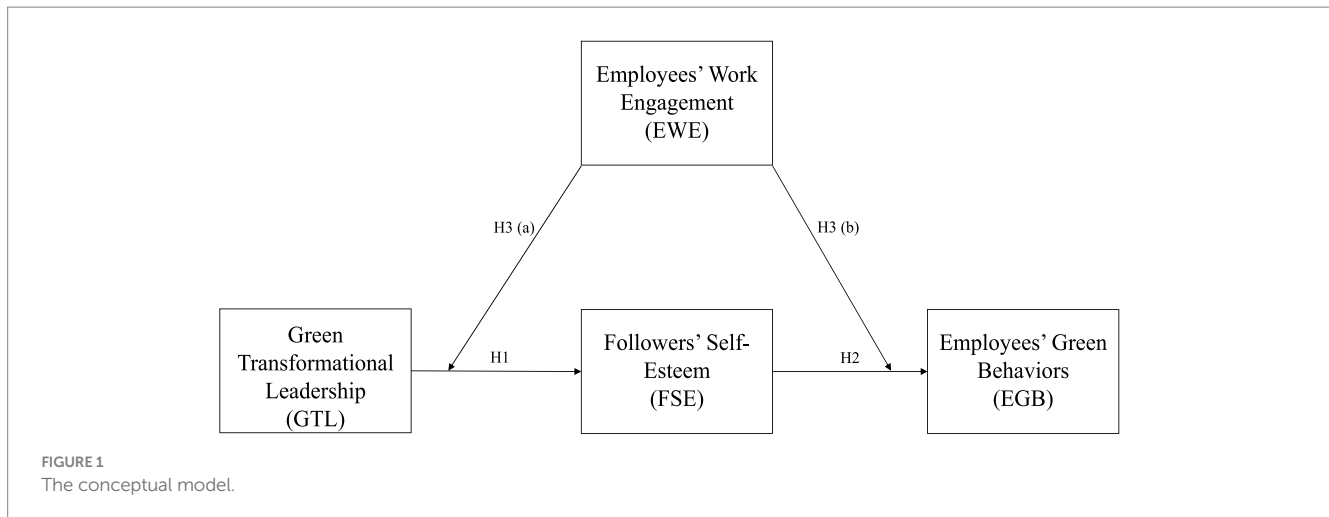 Employees’ Work
Engagement
(EWE)
H3 (a)
H3 (b)
Green
Transformational
Leadership
(GTL)
H1
Followers’ Self-
Esteem
(FSE)
H2
Employees’ Green
Behaviors
(EGB)
FIGURE 1
The conceptual model.